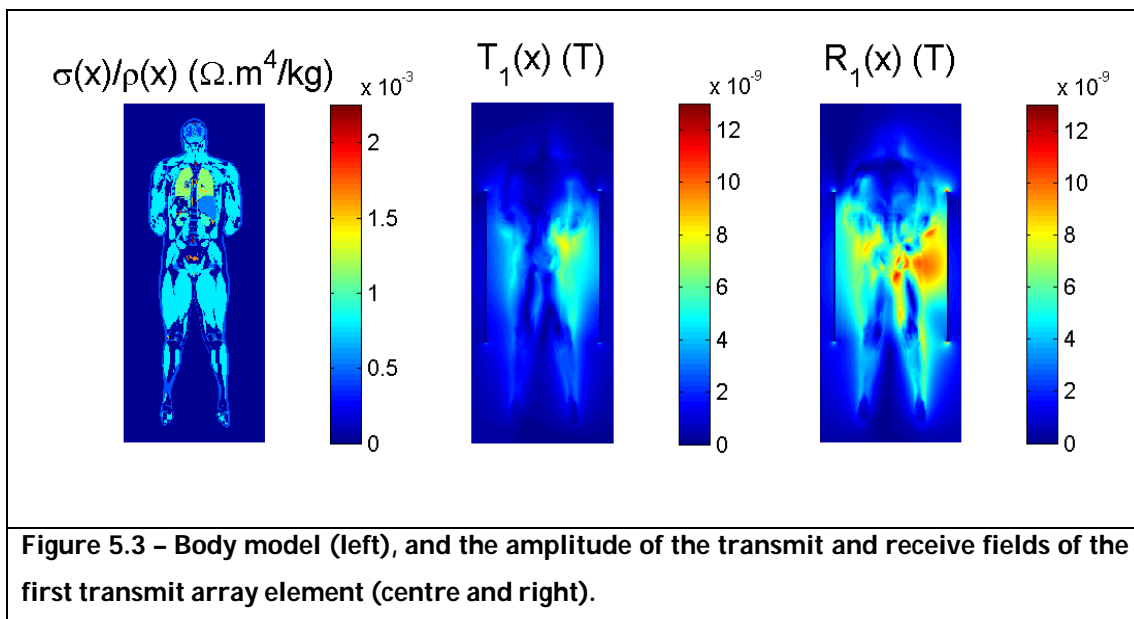 σ(x)/ρ(x) (Ω.m⁴/kg)
x 10⁻³
2
1.5
1
0.5
0
T₁(x) (T)
x 10⁻⁹
12
10
8
6
4
2
0
R₁(x) (T)
x 10⁻⁹
12
10
8
6
4
2
0
Figure 5.3 – Body model (left), and the amplitude of the transmit and receive fields of the
first transmit array element (centre and right).